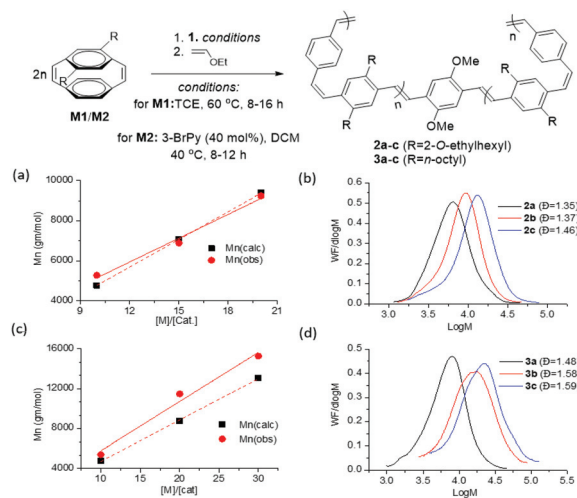 R
2n
R
M1/M2
1. 1. conditions
2. OEt
conditions:
for M1:TCE, 60 °C, 8-16 h
for M2: 3-BrPy (40 mol%), DCM
40 °C, 8-12 h
n
R
R
n
OMe
OMe
R
R
n
2a-c (R=2-O-ethylhexyl)
3a-c (R=n-octyl)
(a)
Mn (gm/mol)
10000
8000
6000
4000
9 12 15 18 21
[M]/[Cat.]
Mn(calc)
Mn(obs)
(b)
WF/dlogM
0.6
0.5
0.4
0.3
0.2
0.1
0.0
3.0 3.5 4.0 4.5 5.0
LogM
2a (Đ=1.35)
2b (Đ=1.37)
2c (Đ=1.46)
(c)
Mn (gm/mol)
16000
12000
8000
4000
10 15 20 25 30
[M]/[cat]
Mn(calc)
Mn(obs)
(d)
WF/dlogM
0.5
0.4
0.3
0.2
0.1
0.0
3.0 3.5 4.0 4.5 5.0
LogM
3a (Đ=1.48)
3b (Đ=1.58)
3c (Đ=1.59)